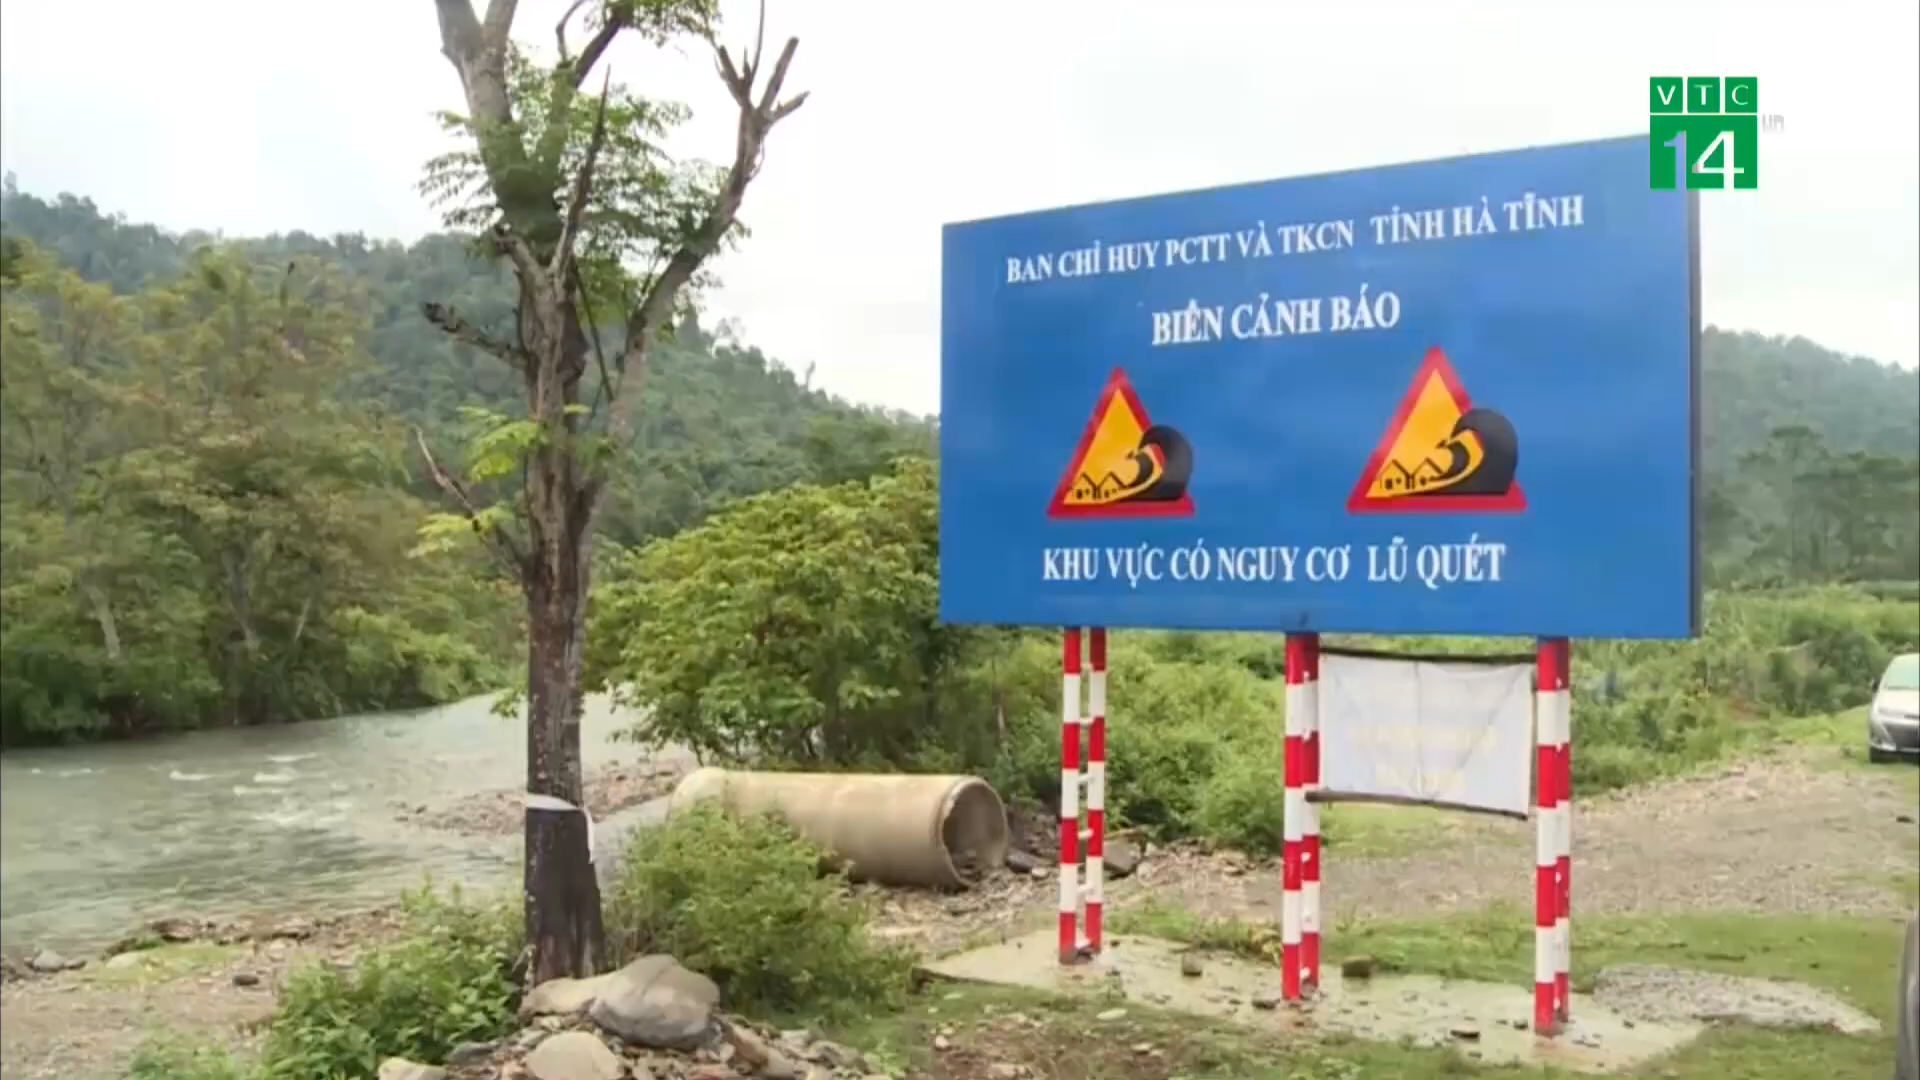 VTC
14
BAN CHỈ HUY PCTT VÀ TKCN TỈNH HÀ TĨNH
BIỂN CẢNH BÁO
KHU VỰC CÓ NGUY CƠ LŨ QUÉT